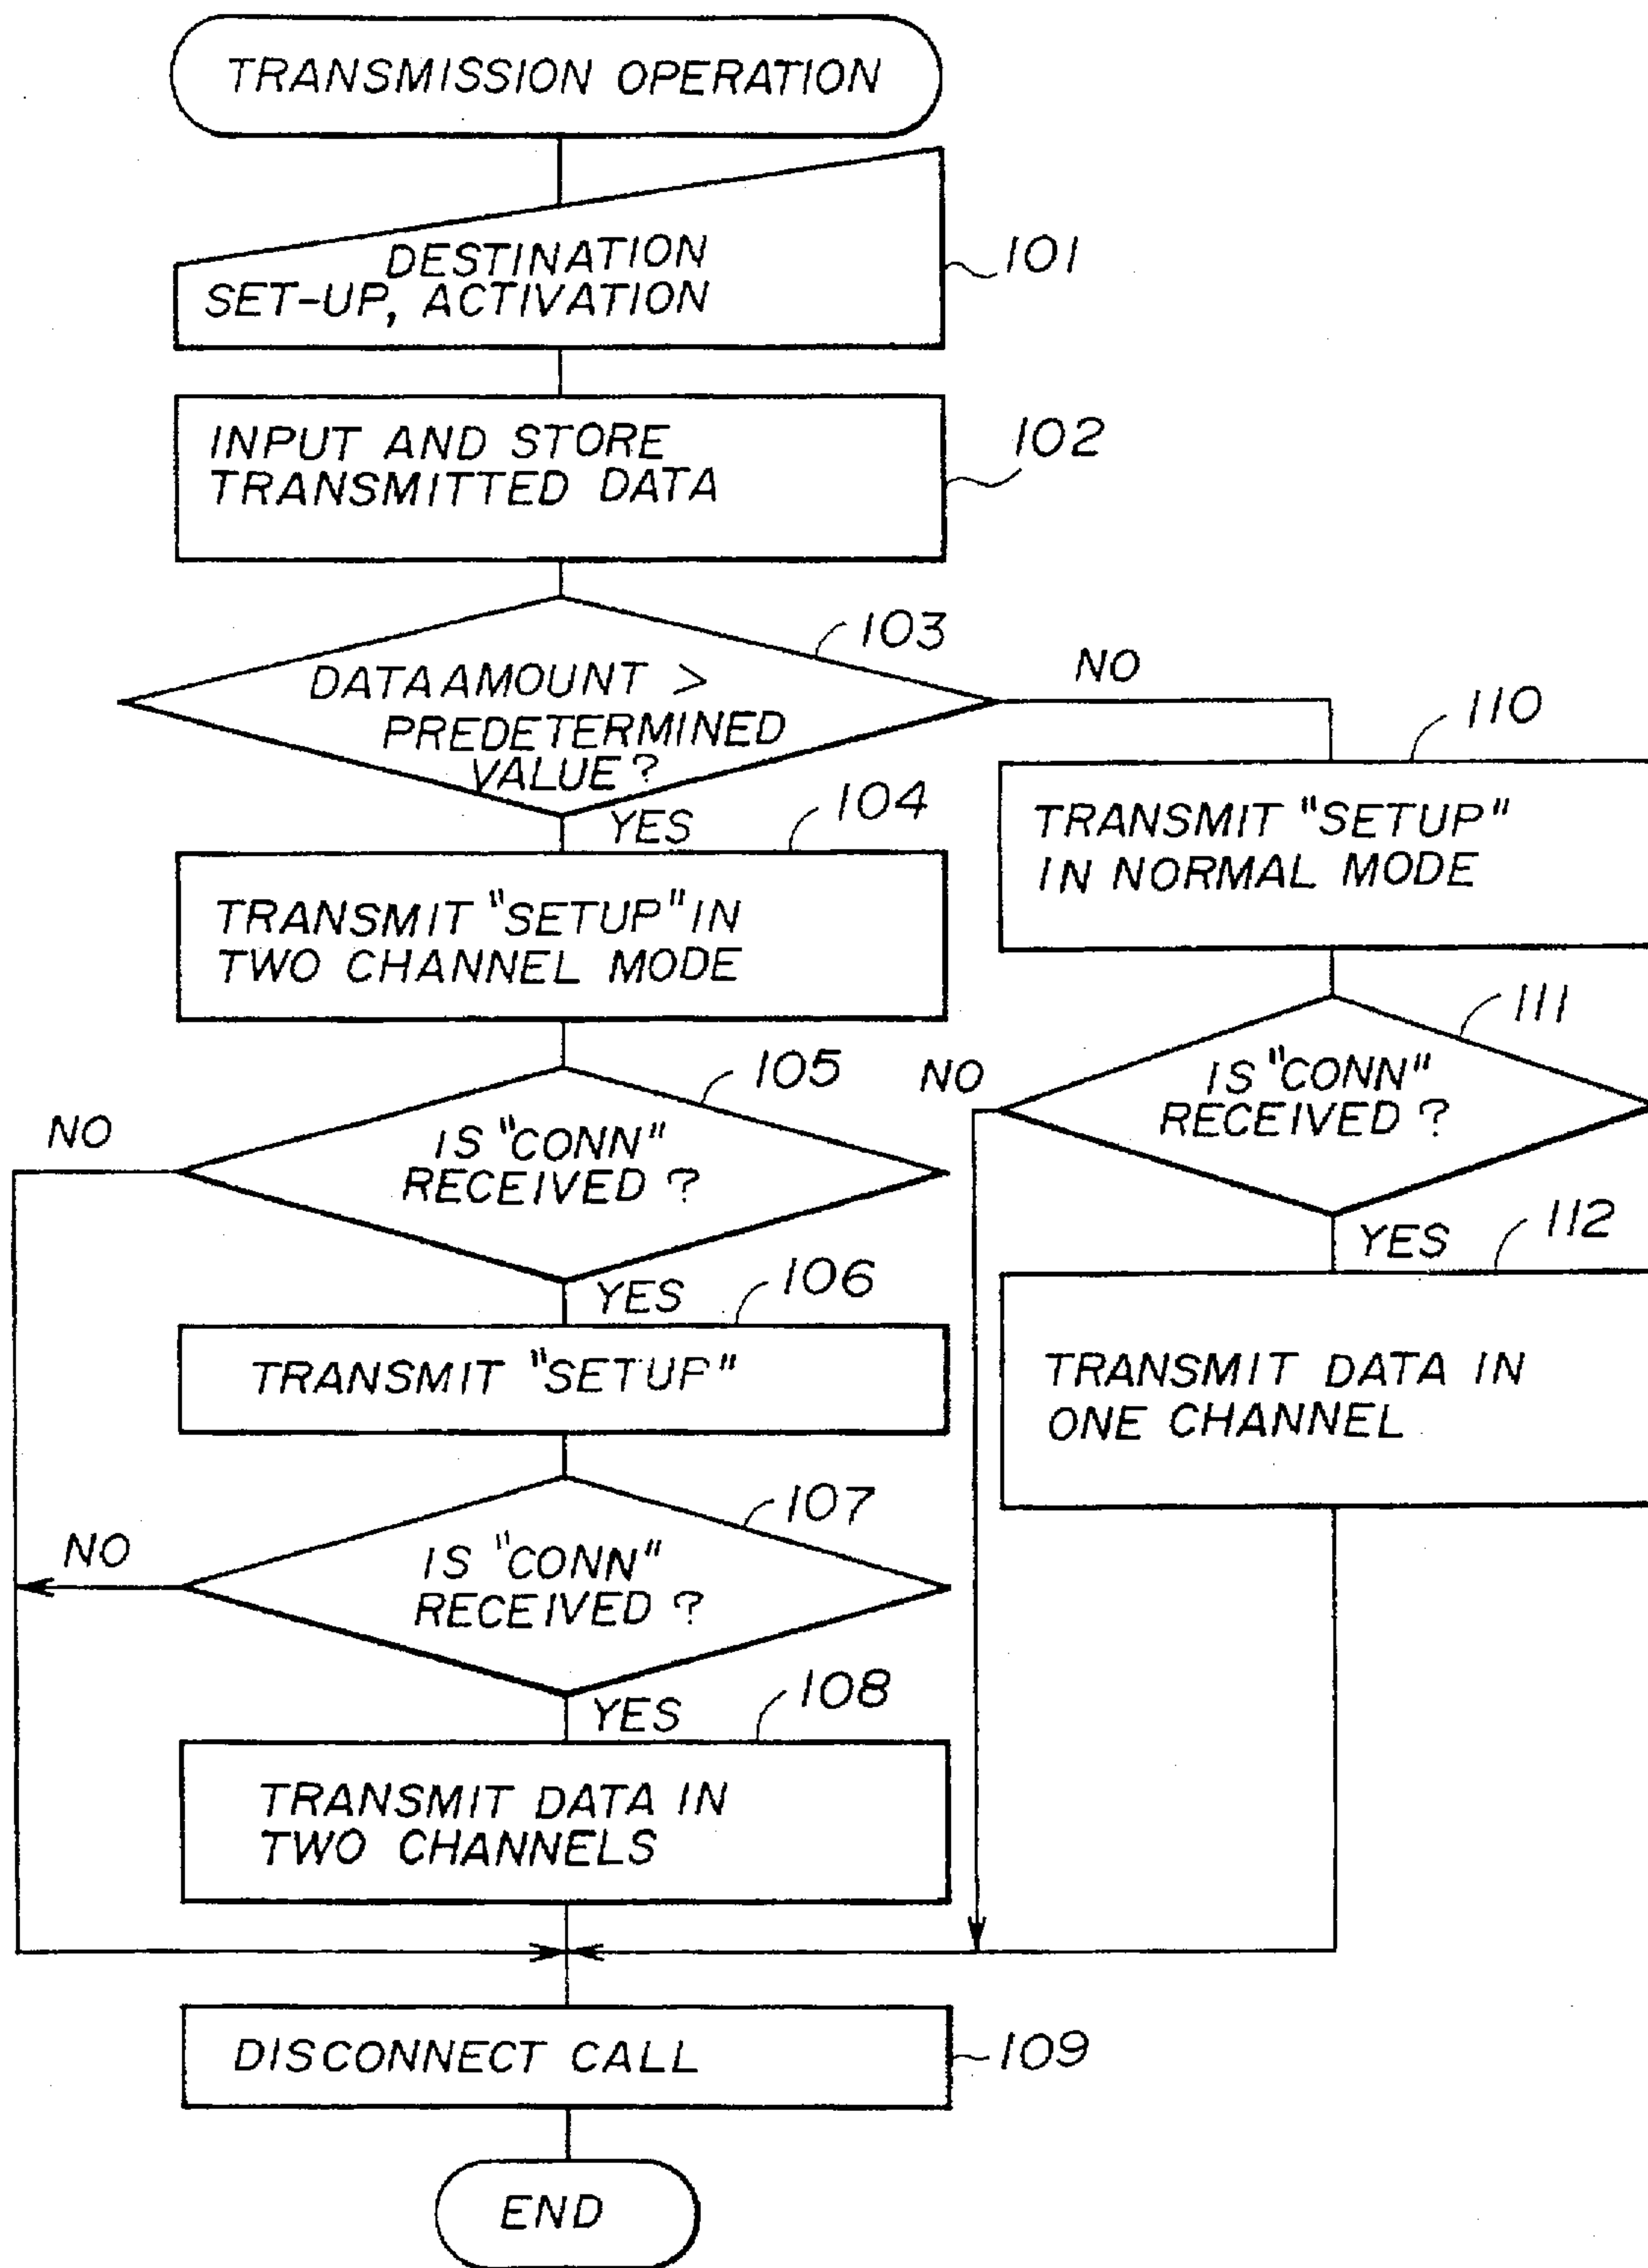 TRANSMISSION OPERATION
DESTINATION
SET-UP, ACTIVATION
101
INPUT AND STORE
TRANSMITTED DATA
102
103
DATA AMOUNT >
PREDETERMINED
VALUE ?
NO
YES
104
TRANSMIT "SETUP" IN
TWO CHANNEL MODE
110
TRANSMIT "SETUP"
IN NORMAL MODE
105
NO
IS "CONN"
RECEIVED ?
YES
111
NO
IS "CONN"
RECEIVED ?
YES
106
TRANSMIT "SETUP"
112
TRANSMIT DATA IN
ONE CHANNEL
107
NO
IS "CONN"
RECEIVED ?
YES
108
TRANSMIT DATA IN
TWO CHANNELS
DISCONNECT CALL
109
END